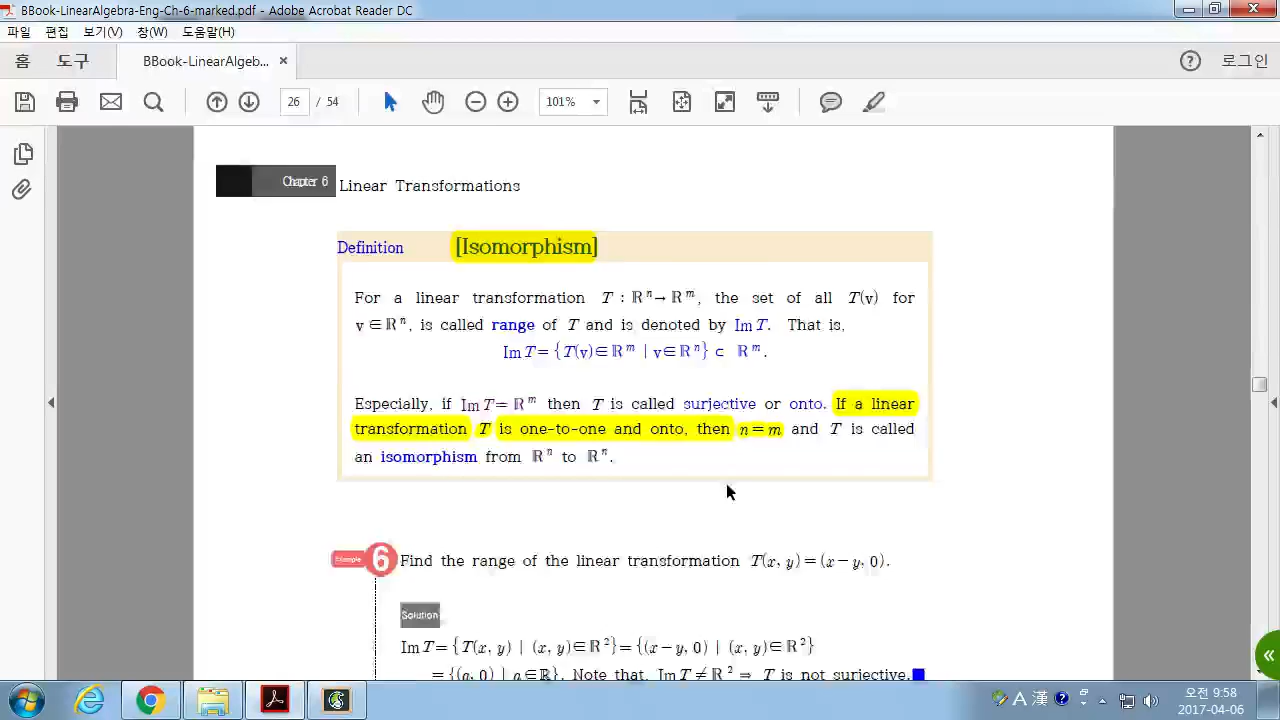 BBook-LinearAlgebra-Eng-Ch-6-marked.pdf - Adobe Acrobat Reader DC
파일 편집 보기(V) 창(W) 도움말(H)
홈 도구 BBook-LinearAlgeb... × ? 로그인
26 / 54 101%
Chapter 6 Linear Transformations
Definition [Isomorphism]
For a linear transformation T : ℝⁿ→ ℝᵐ, the set of all T(v) for
v∈ℝⁿ, is called range of T and is denoted by Im T. That is,
Im T= {T(v)∈ℝᵐ | v∈ℝⁿ} ⊂ ℝᵐ.
Especially, if Im T= ℝᵐ then T is called surjective or onto. If a linear
transformation T is one-to-one and onto, then n=m and T is called
an isomorphism from ℝⁿ to ℝⁿ.
Example 6 Find the range of the linear transformation T(x, y)=(x-y, 0).
Solution
Im T= {T(x, y) | (x, y)∈ℝ²}= {(x-y, 0) | (x, y)∈ℝ²}
= {(a, 0) | a∈ℝ}. Note that, Im T≠ℝ² ⇒ T is not surjective.
A 漢 ? 오전 9:58
2017-04-06